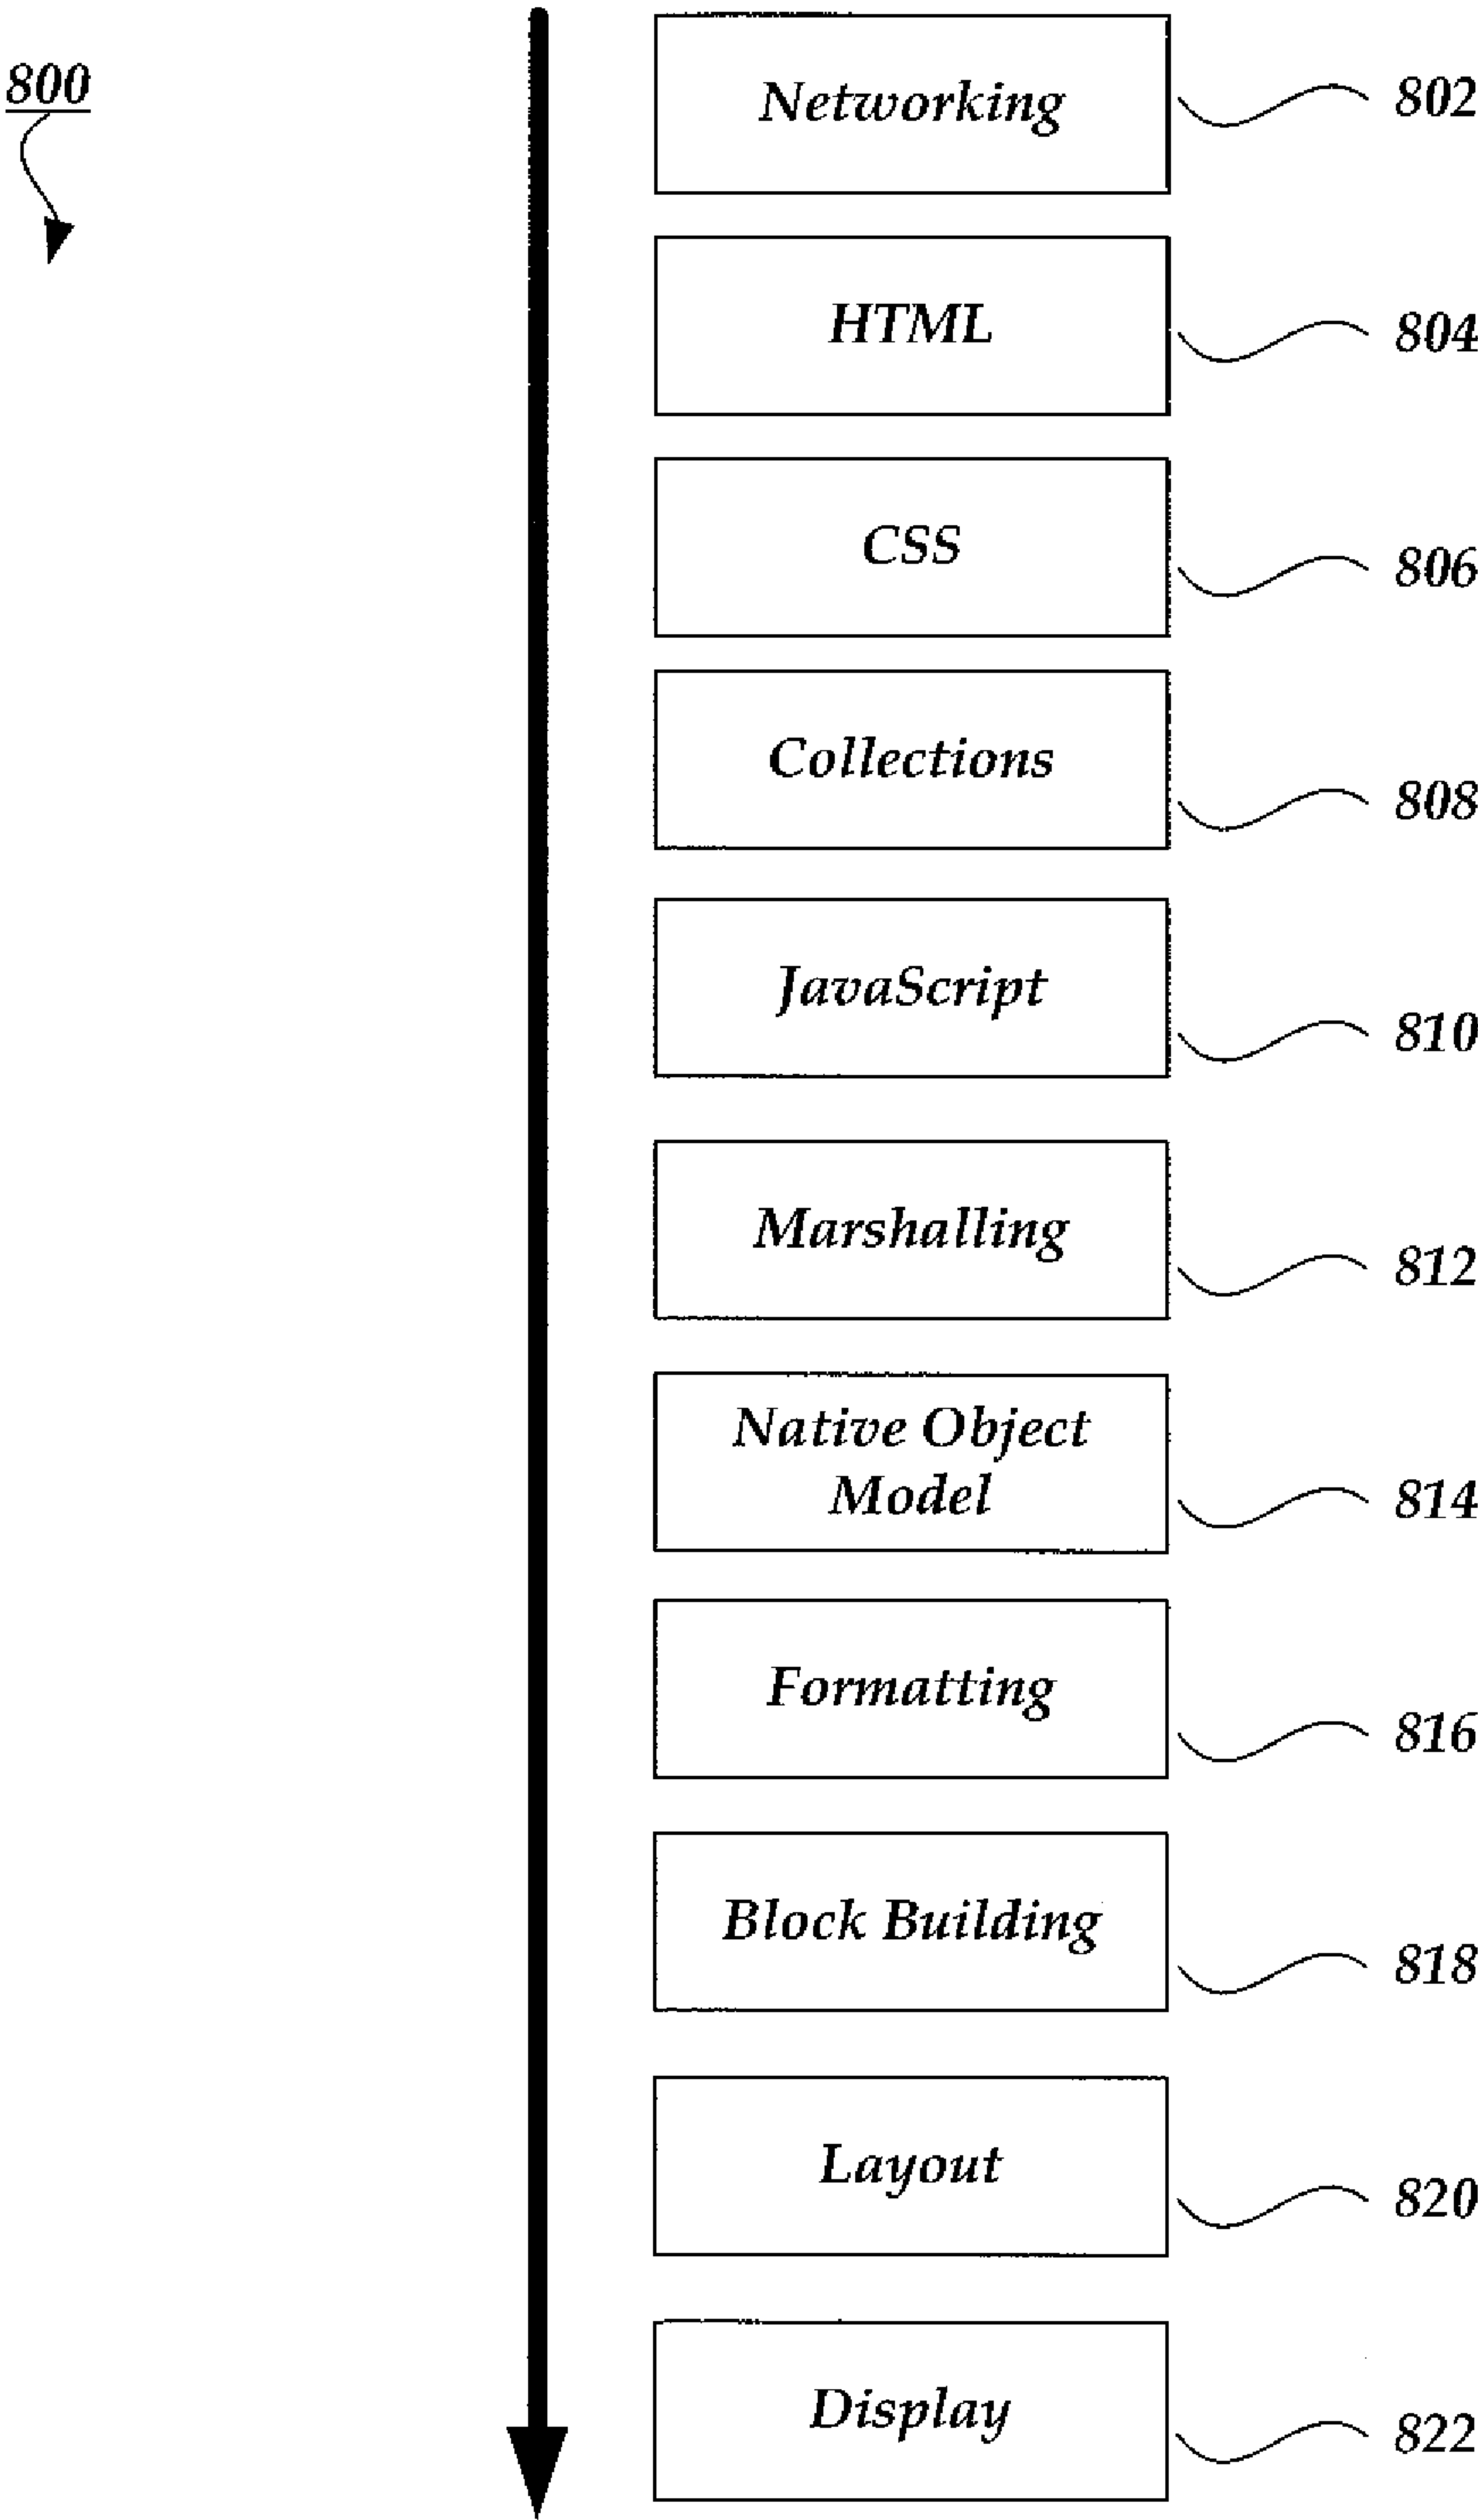 800
Networking
802
HTML
804
CSS
806
Collections
808
JavaScript
810
Marshalling
812
Native Object
Model
814
Formatting
816
Block Building
818
Layout
820
Display
822